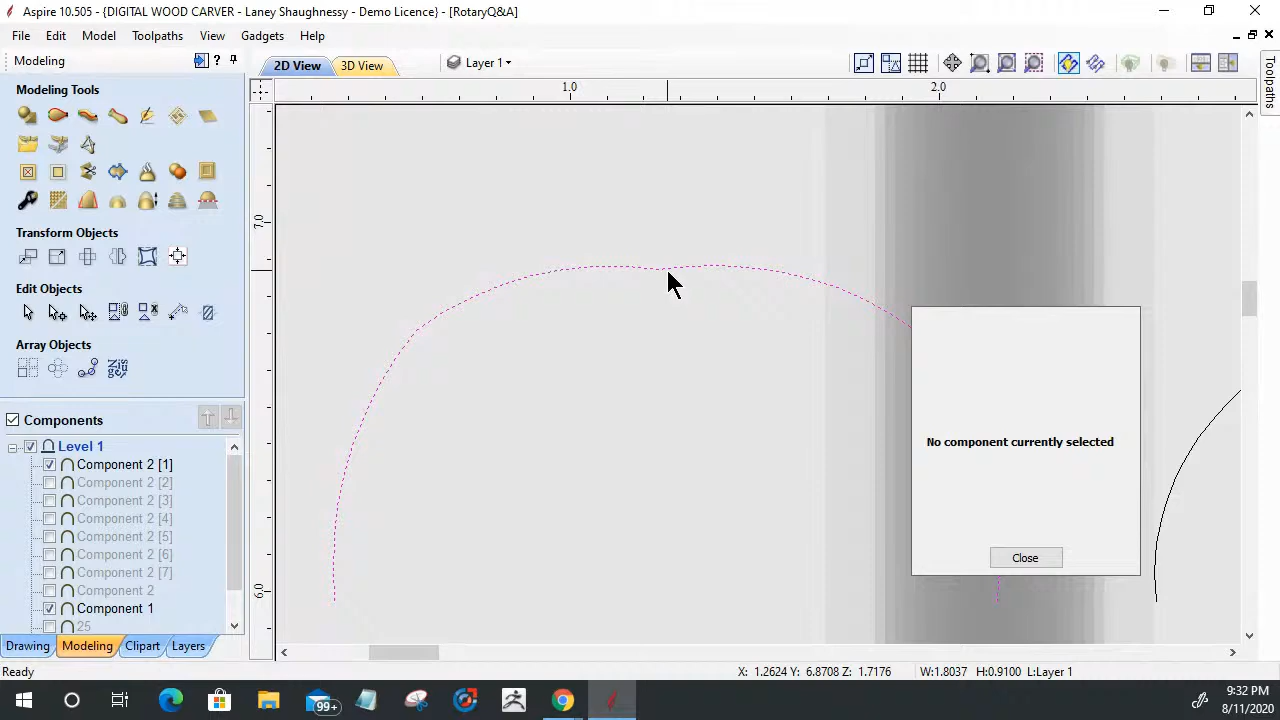 Aspire 10.505 - {DIGITAL WOOD CARVER - Laney Shaughnessy - Demo Licence} - [RotaryQ&A]
File Edit Model Toolpaths View Gadgets Help
Modeling
2D View
3D View
Layer 1
Toolpaths
Modeling Tools
1.0
2.0
7.0
6.0
Transform Objects
Edit Objects
Array Objects
Components
Level 1
Component 2 [1]
Component 2 [2]
Component 2 [3]
Component 2 [4]
Component 2 [5]
Component 2 [6]
Component 2 [7]
Component 2
Component 1
25
No component currently selected
Close
Drawing Modeling Clipart Layers
Ready
X: 1.2624 Y: 6.8708 Z: 1.7176
W:1.8037 H:0.9100 L:Layer 1
99+
9:32 PM
8/11/2020